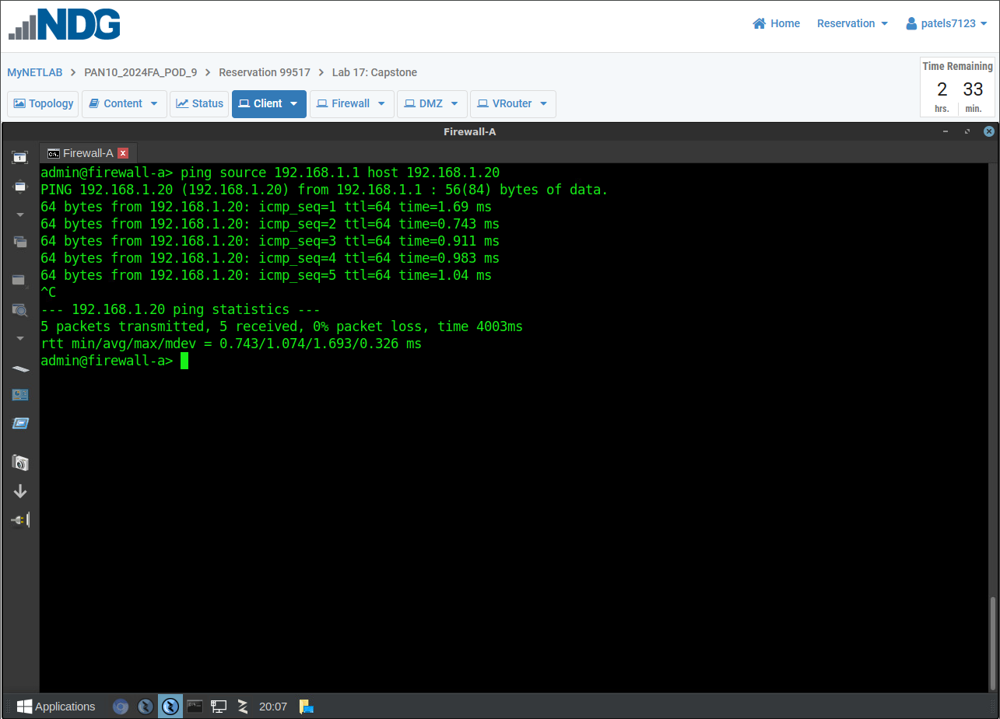 NDG
Home Reservation patels7123
MyNETLAB > PAN10_2024FA_POD_9 > Reservation 99517 > Lab 17: Capstone
Time Remaining
2 33
hrs. min.
Topology Content Status Client Firewall DMZ VRouter
Firewall-A
Firewall-A
admin@firewall-a> ping source 192.168.1.1 host 192.168.1.20
PING 192.168.1.20 (192.168.1.20) from 192.168.1.1 : 56(84) bytes of data.
64 bytes from 192.168.1.20: icmp_seq=1 ttl=64 time=1.69 ms
64 bytes from 192.168.1.20: icmp_seq=2 ttl=64 time=0.743 ms
64 bytes from 192.168.1.20: icmp_seq=3 ttl=64 time=0.911 ms
64 bytes from 192.168.1.20: icmp_seq=4 ttl=64 time=0.983 ms
64 bytes from 192.168.1.20: icmp_seq=5 ttl=64 time=1.04 ms
^C
--- 192.168.1.20 ping statistics ---
5 packets transmitted, 5 received, 0% packet loss, time 4003ms
rtt min/avg/max/mdev = 0.743/1.074/1.693/0.326 ms
admin@firewall-a>
Applications 20:07